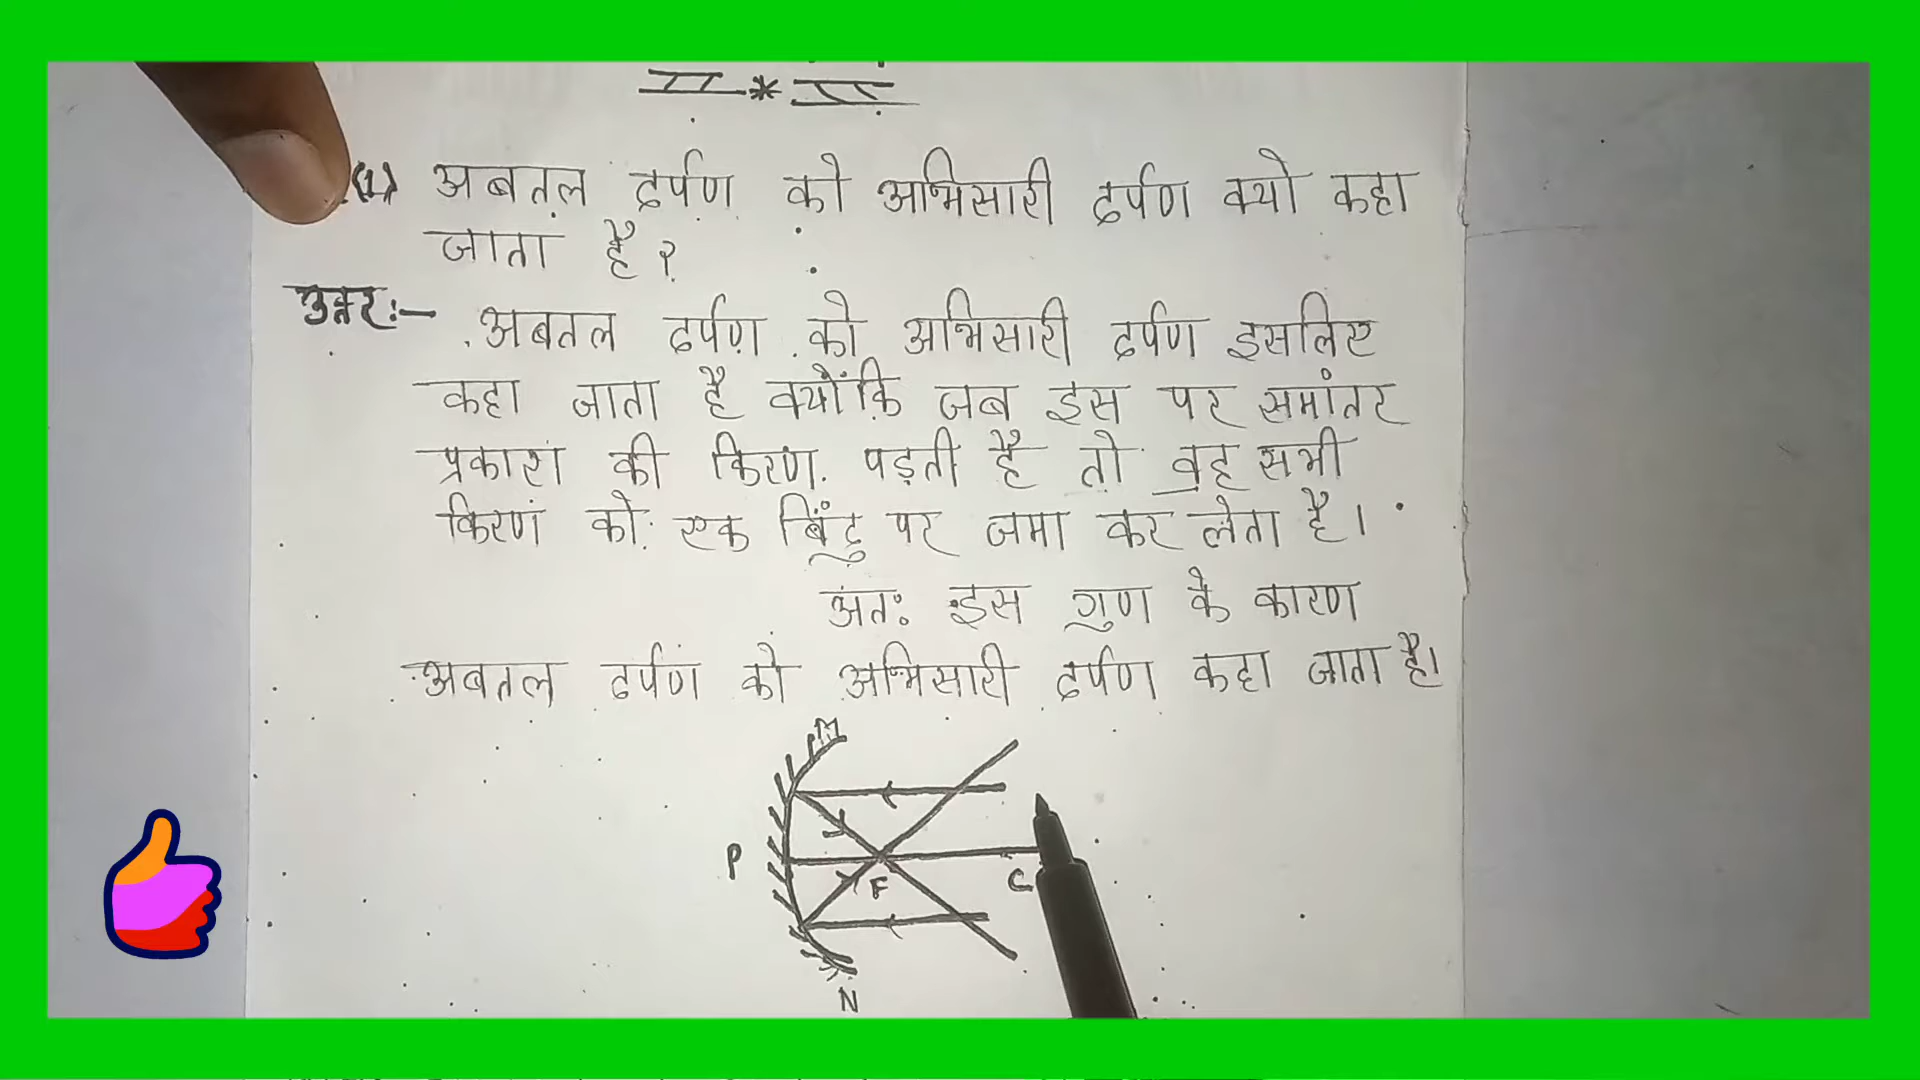 (1) अबतल दर्पण को अभिसारी दर्पण क्यो कहा
जाता है ?
उत्तर:- अबतल दर्पण को अभिसारी दर्पण इसलिए
कहा जाता है क्योंकि जब इस पर समांतर
प्रकाश की किरण पड़ती है तो वह सभी
किरण को एक बिंदु पर जमा कर लेता है।
अतः इस गुण के कारण
अबतल दर्पण को अभिसारी दर्पण कहा जाता है।
M
P
F
C
N